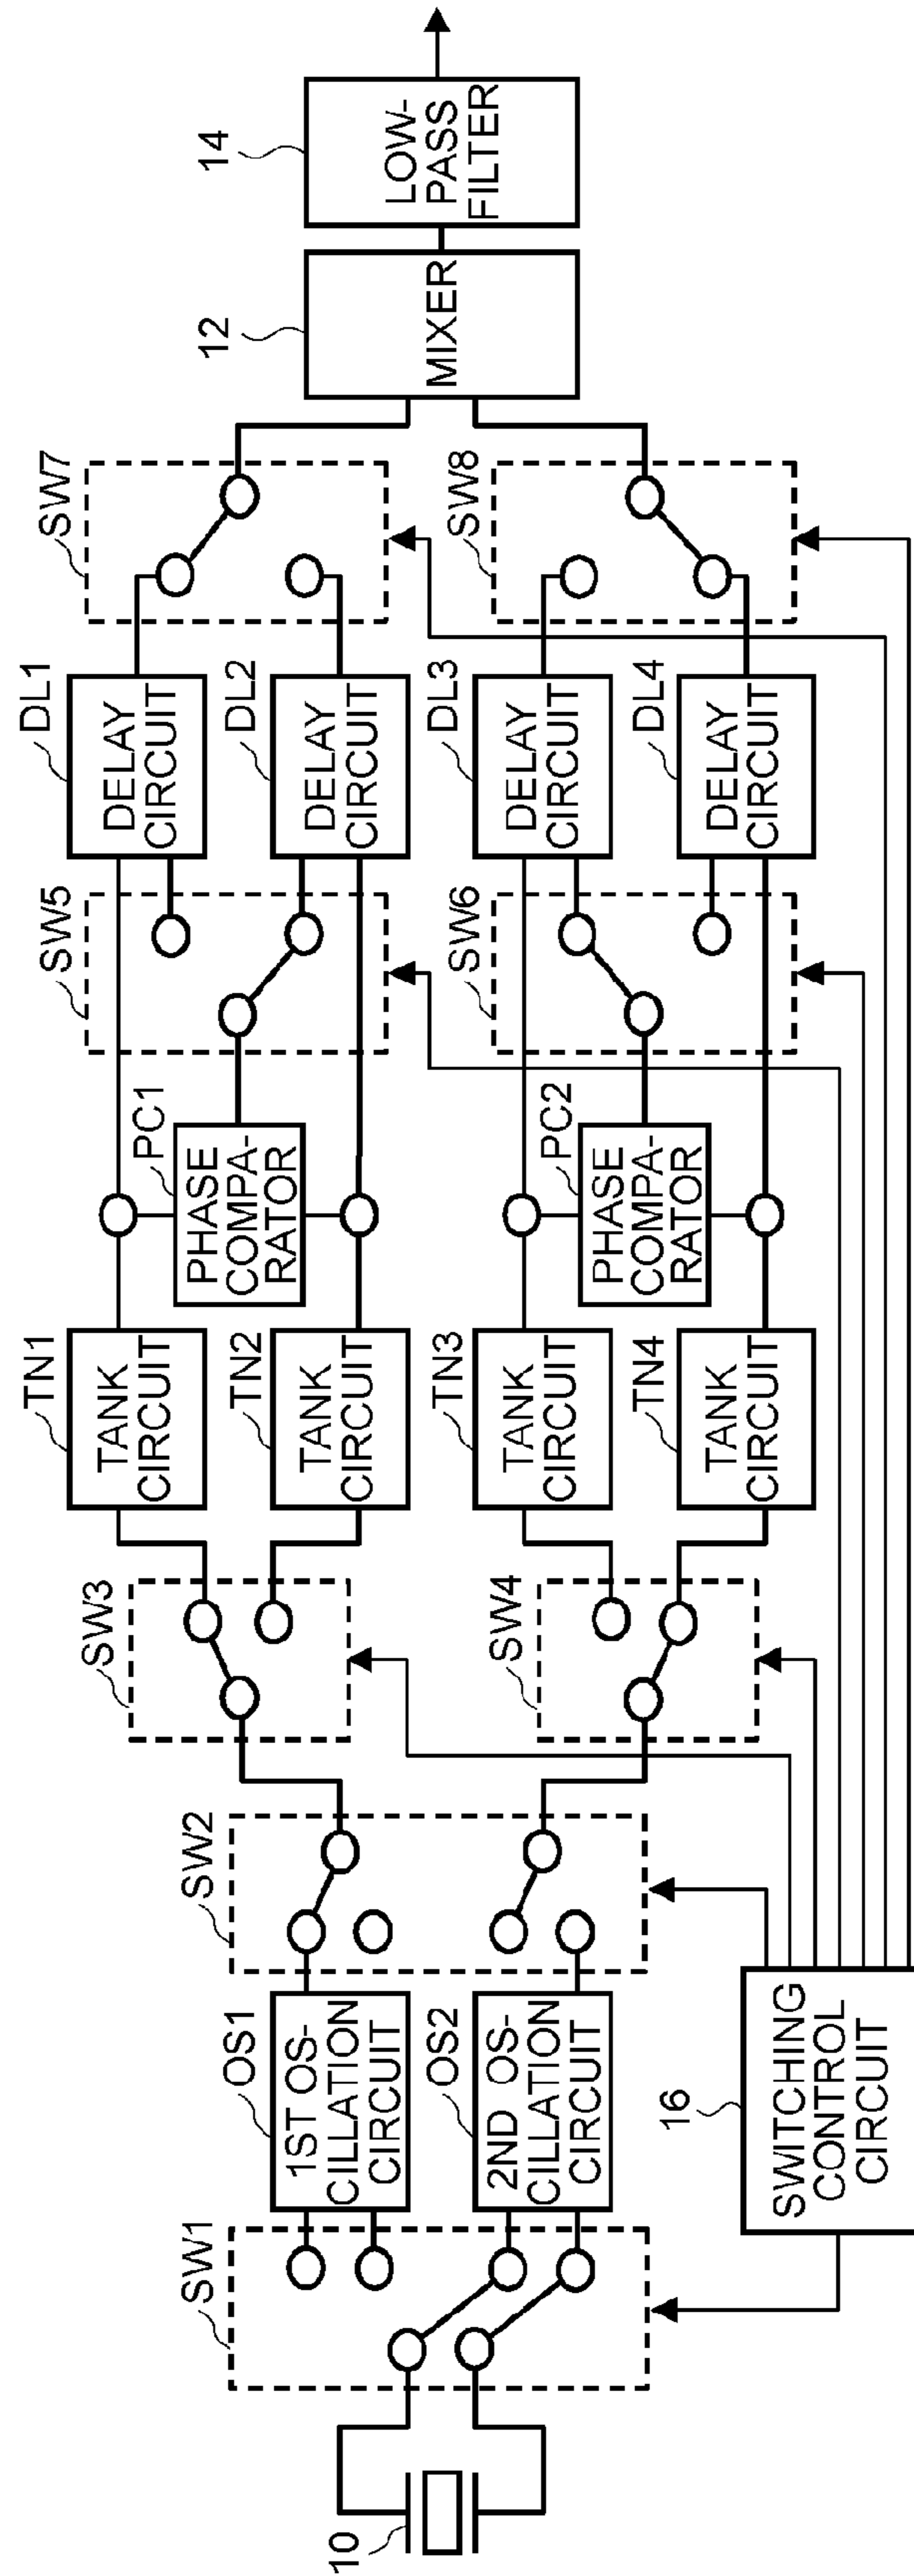 10
SW1
OS1
1ST OS-
CILLATION
CIRCUIT
OS2
2ND OS-
CILLATION
CIRCUIT
16
SWITCHING
CONTROL
CIRCUIT
SW2
SW3
SW4
TN1
TANK
CIRCUIT
TN2
TANK
CIRCUIT
TN3
TANK
CIRCUIT
TN4
TANK
CIRCUIT
PC1
PHASE
COMPA-
RATOR
PC2
PHASE
COMPA-
RATOR
SW5
SW6
DL1
DELAY
CIRCUIT
DL2
DELAY
CIRCUIT
DL3
DELAY
CIRCUIT
DL4
DELAY
CIRCUIT
SW7
SW8
12
MIXER
14
LOW-
PASS
FILTER